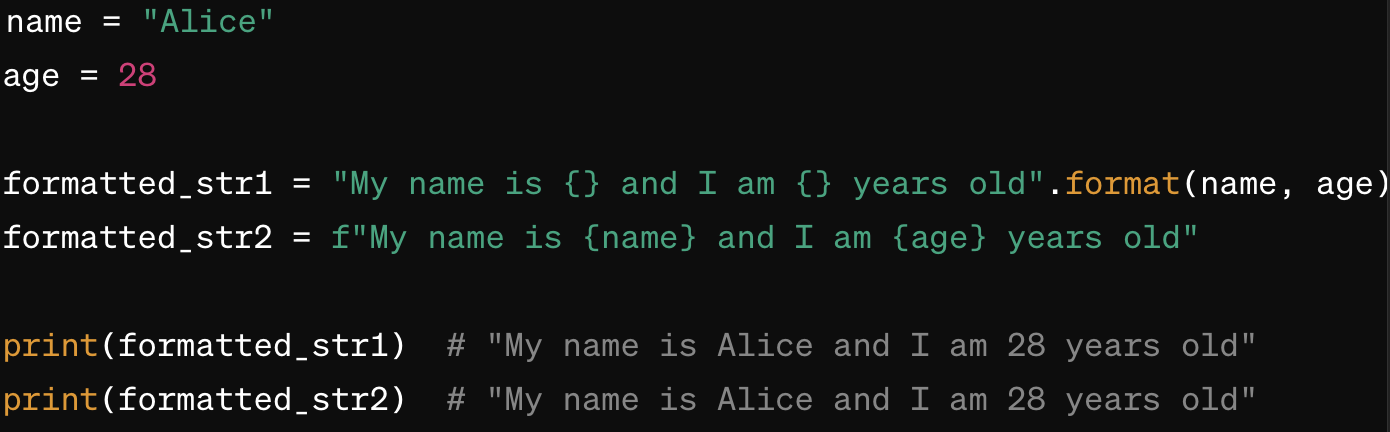 name = "Alice"
age = 28
formatted_str1 = "My name is {} and I am {} years old".format(name, age)
formatted_str2 = f"My name is {name} and I am {age} years old"
print(formatted_str1)  # "My name is Alice and I am 28 years old"
print(formatted_str2)  # "My name is Alice and I am 28 years old"